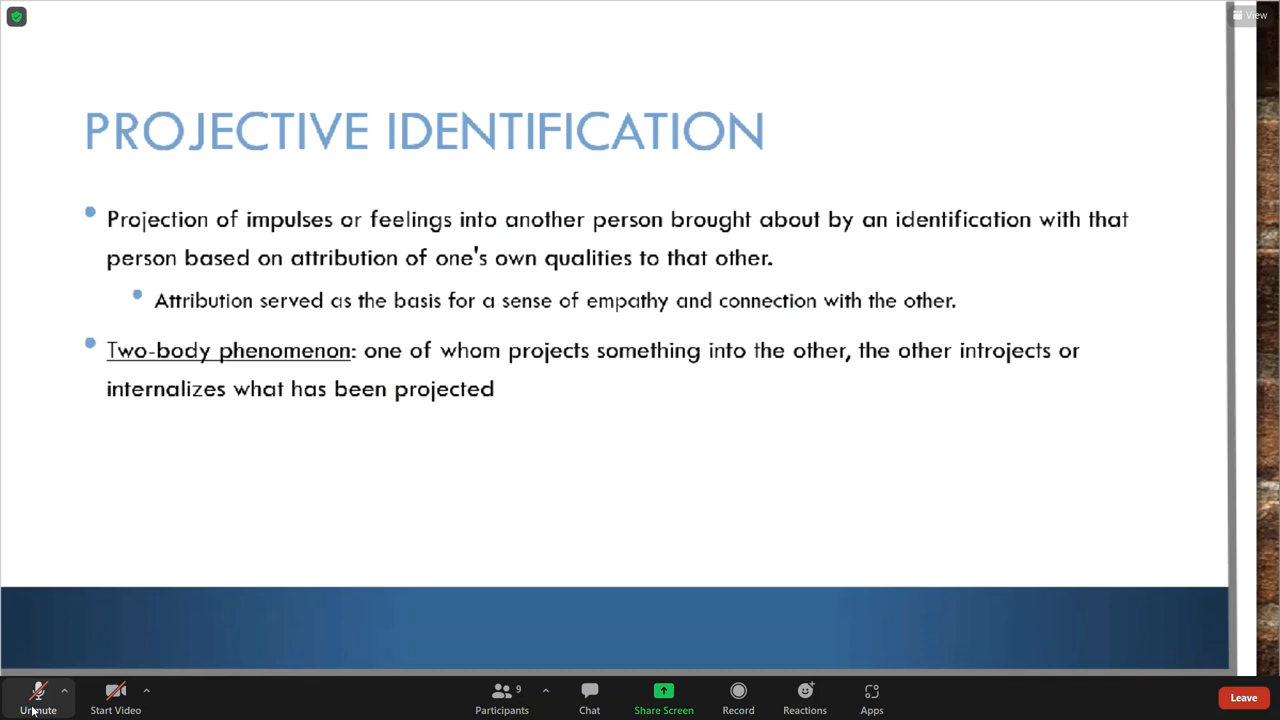 View
PROJECTIVE IDENTIFICATION
Projection of impulses or feelings into another person brought about by an identification with that
person based on attribution of one's own qualities to that other.
Attribution served as the basis for a sense of empathy and connection with the other.
Two-body phenomenon: one of whom projects something into the other, the other introjects or
internalizes what has been projected
Unmute
Start Video
Participants 9
Chat
Share Screen
Record
Reactions
Apps
Leave